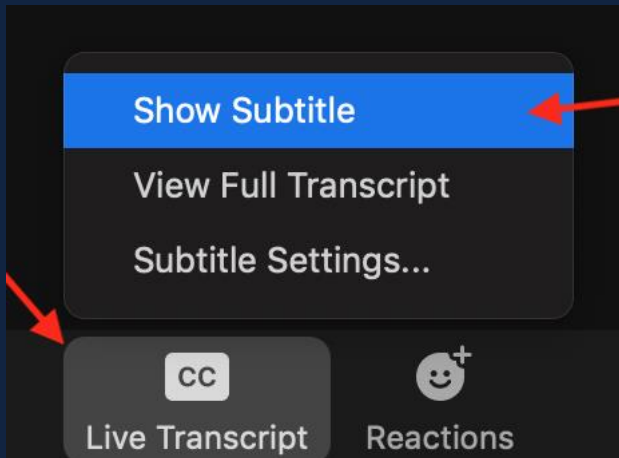 Show Subtitle
View Full Transcript
Subtitle Settings...
CC
Live Transcript
Reactions